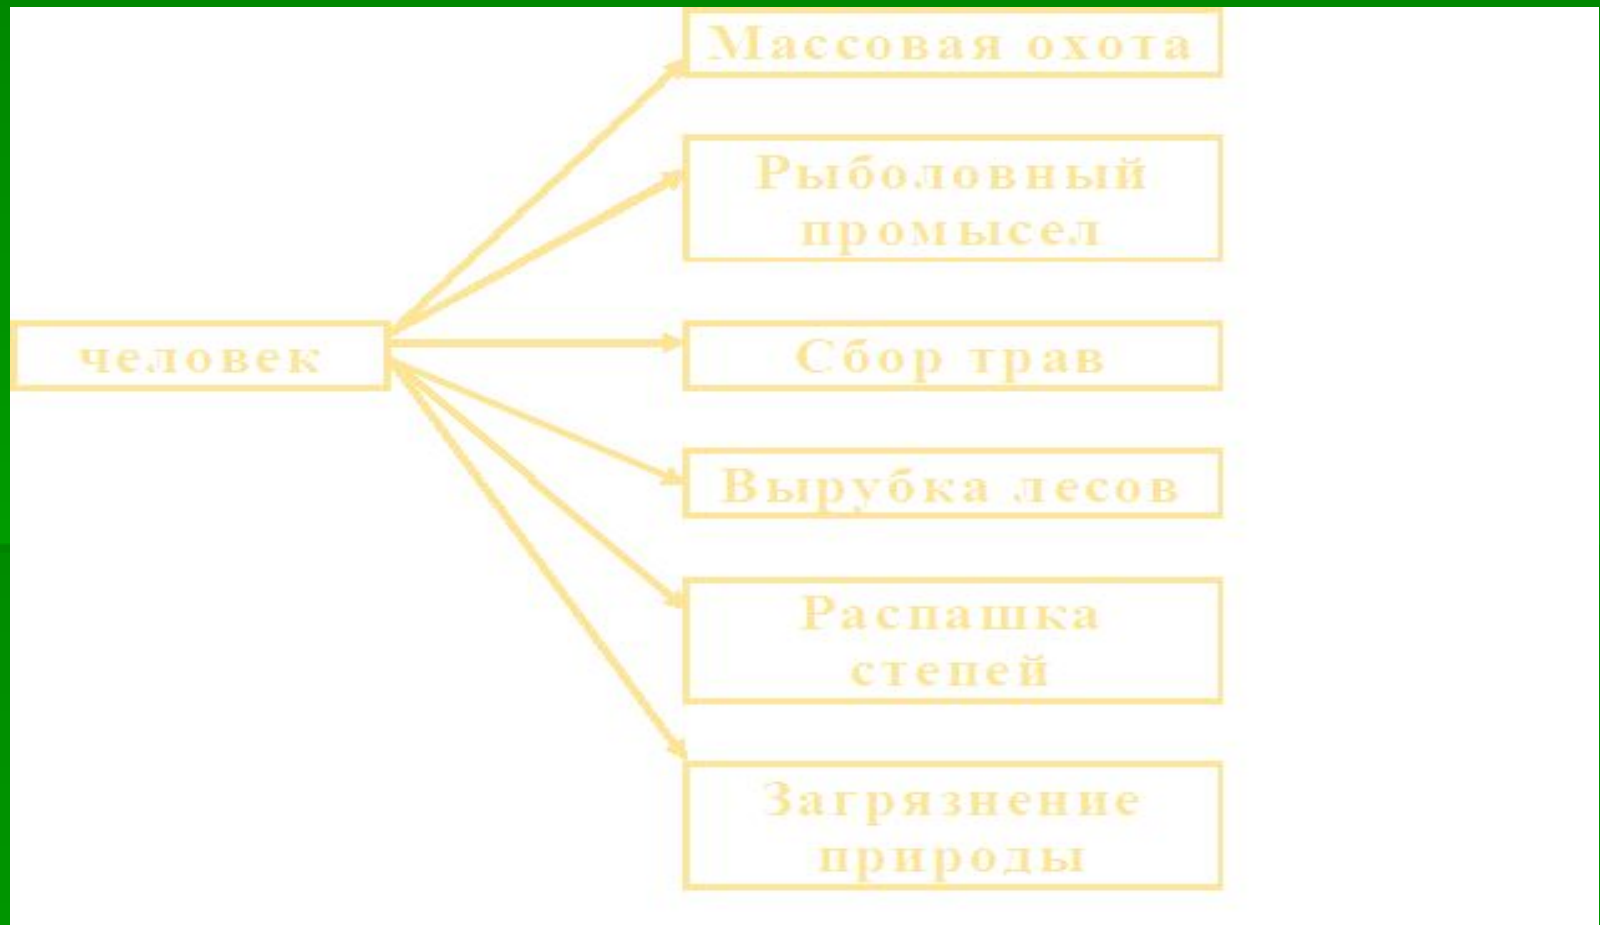 Массовая охота
Рыболовный
промысел
человек
Сбор трав
Вырубка лесов
Распашка
степей
Загрязнение
природы